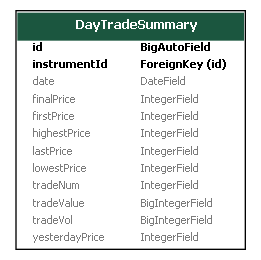 DayTradeSummary
id BigAutoField
instrumentId ForeignKey (id)
date DateField
finalPrice IntegerField
firstPrice IntegerField
highestPrice IntegerField
lastPrice IntegerField
lowestPrice IntegerField
tradeNum IntegerField
tradeValue BigIntegerField
tradeVol BigIntegerField
yesterdayPrice IntegerField